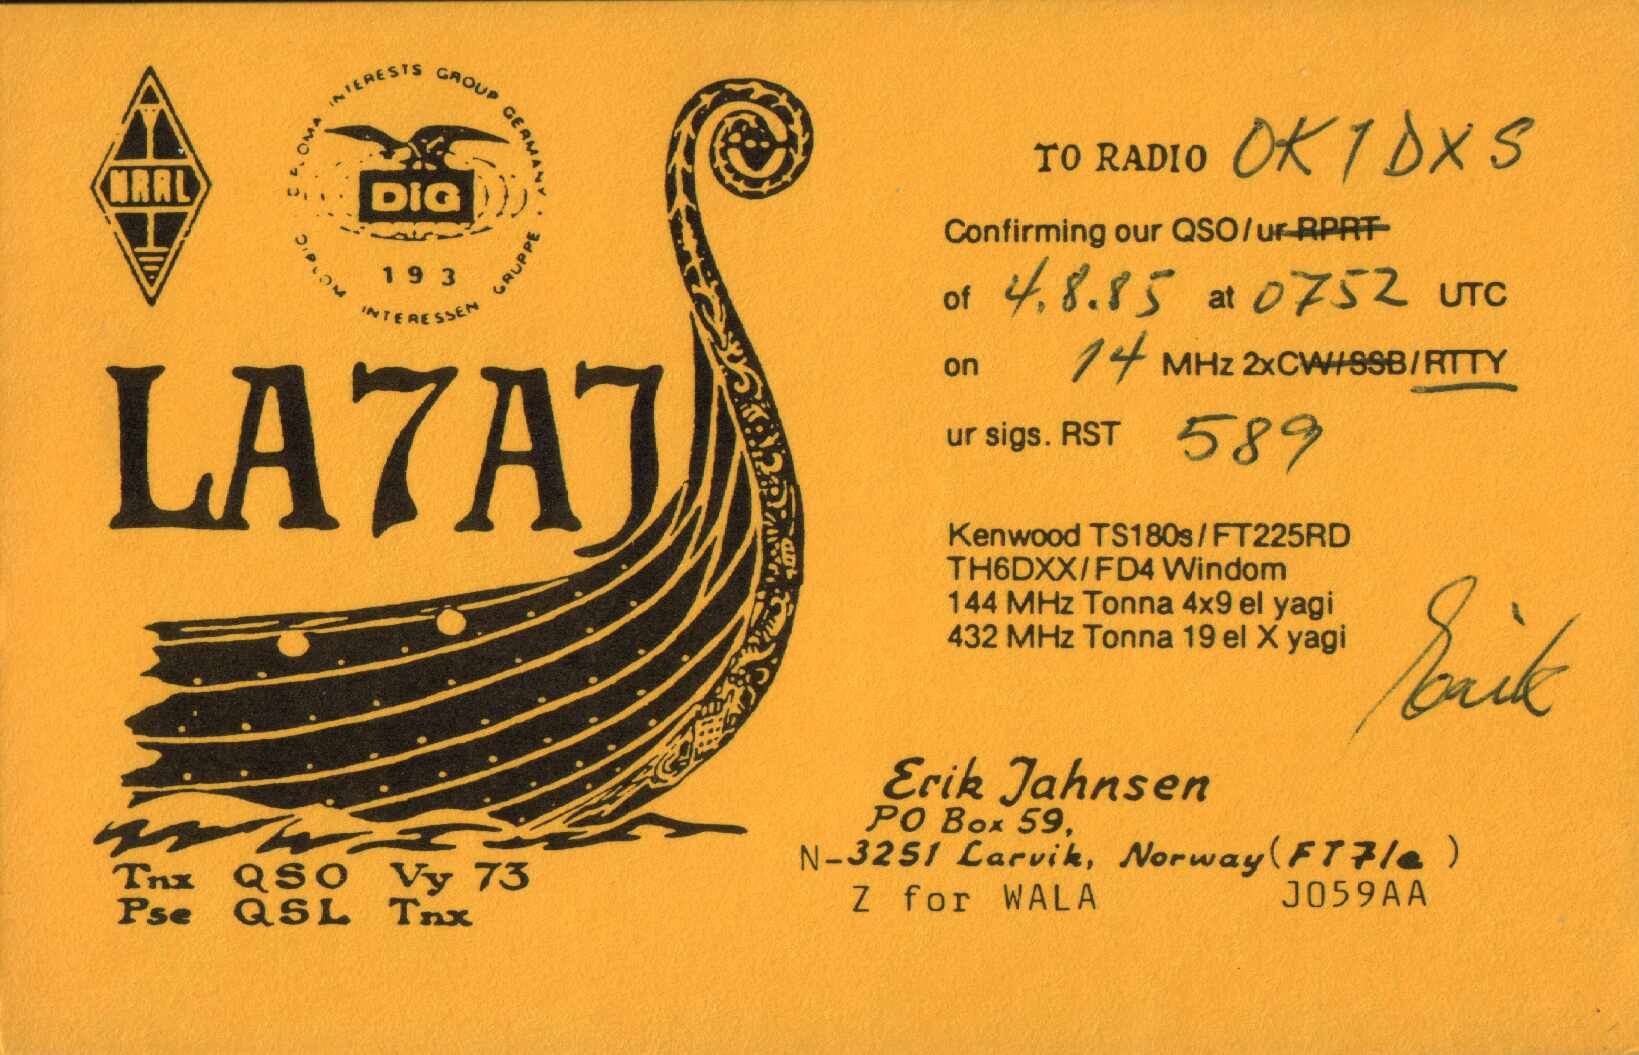 NRRL
DIPLOMA INTERESTS GROUP GERMANY
DIG
193
DIPLOM INTERESSEN GRUPPE
LA7AJ
Tnx QSO Vy 73
Pse QSL Tnx
TO RADIO OK1DXS
Confirming our QSO/ur RPRT
of 4.8.85 at 0752 UTC
on 14 MHz 2xCW/SSB/RTTY
ur sigs. RST 589
Kenwood TS180s/FT225RD
TH6DXX/FD4 Windom
144 MHz Tonna 4x9 el yagi
432 MHz Tonna 19 el X yagi
Erik
Erik Jahnsen
PO Box 59,
N-3251 Larvik, Norway (FT7/e )
Z for WALA JO59AA